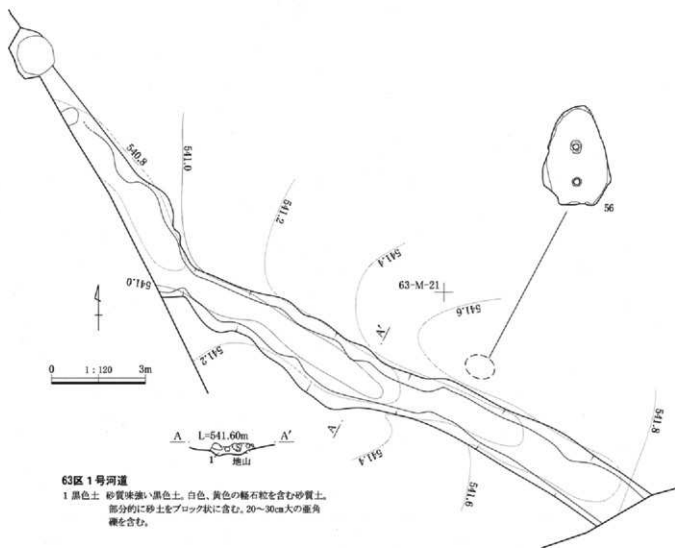 540.8
541.0
541.2
541.4
63-M-21
541.6
56
541.0
541.2
A'
0 1:120 3m
A
541.4
541.6
541.8
A L=541.60m A'
1 地山
63区1号河道
1 黒色土 砂質味強い黒色土。白色、黄色の軽石粒を含む砂質土。
部分的に砂土をブロック状に含む。20～30cm大の亜角
礫を含む。